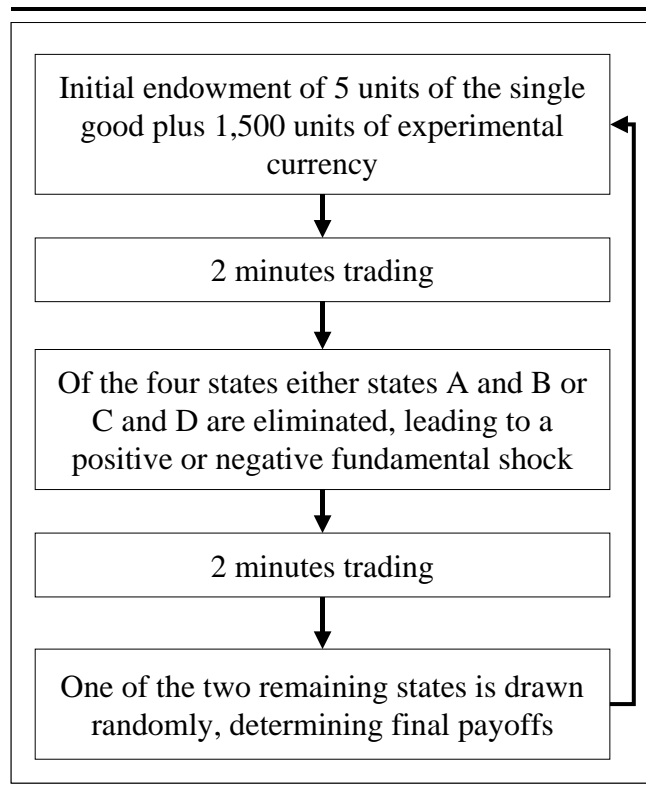 Initial endowment of 5 units of the single
good plus 1,500 units of experimental
currency
2 minutes trading
Of the four states either states A and B or
C and D are eliminated, leading to a
positive or negative fundamental shock
2 minutes trading
One of the two remaining states is drawn
randomly, determining final payoffs